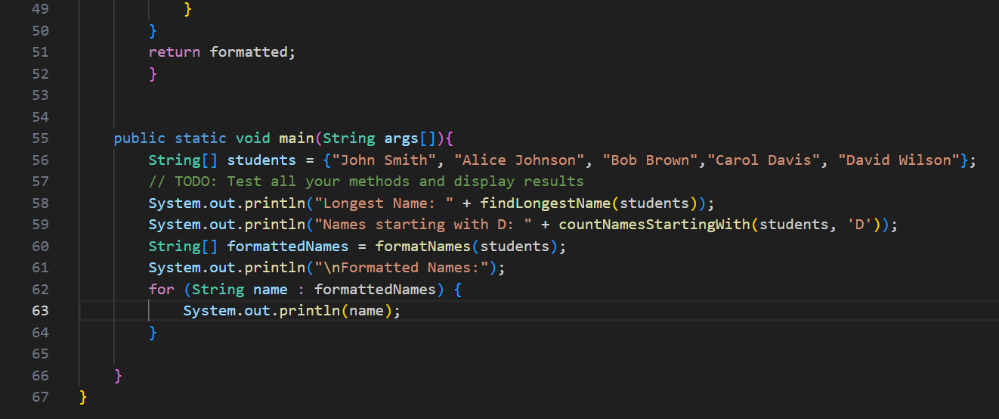 49 }
50 }
51 return formatted;
52 }
53
54
55 public static void main(String args[]){
56 String[] students = {"John Smith", "Alice Johnson", "Bob Brown","Carol Davis", "David Wilson"};
57 // TODO: Test all your methods and display results
58 System.out.println("Longest Name: " + findLongestName(students));
59 System.out.println("Names starting with D: " + countNamesStartingWith(students, 'D'));
60 String[] formattedNames = formatNames(students);
61 System.out.println("\nFormatted Names:");
62 for (String name : formattedNames) {
63 System.out.println(name);
64 }
65
66 }
67 }